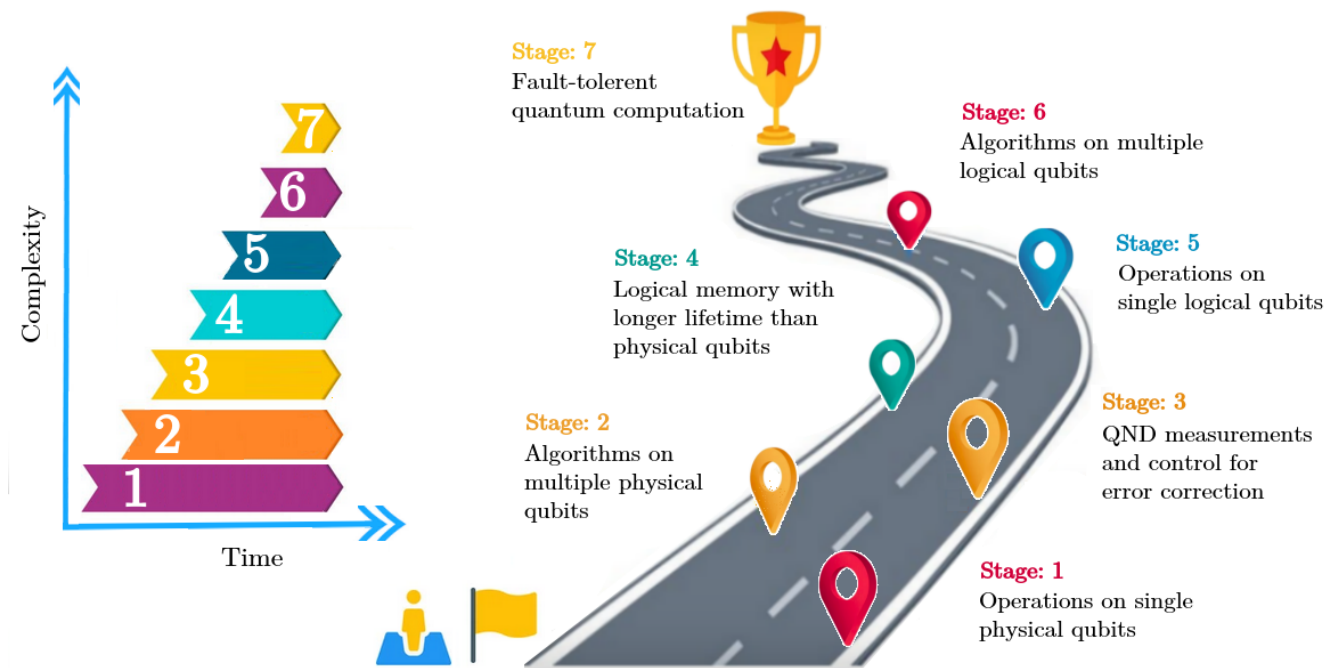 Complexity
7
6
5
4
3
2
1
Time
Stage: 7
Fault-tolerent
quantum computation
Stage: 6
Algorithms on multiple
logical qubits
Stage: 5
Operations on
single logical qubits
Stage: 4
Logical memory with
longer lifetime than
physical qubits
Stage: 3
QND measurements
and control for
error correction
Stage: 2
Algorithms on
multiple physical
qubits
Stage: 1
Operations on single
physical qubits